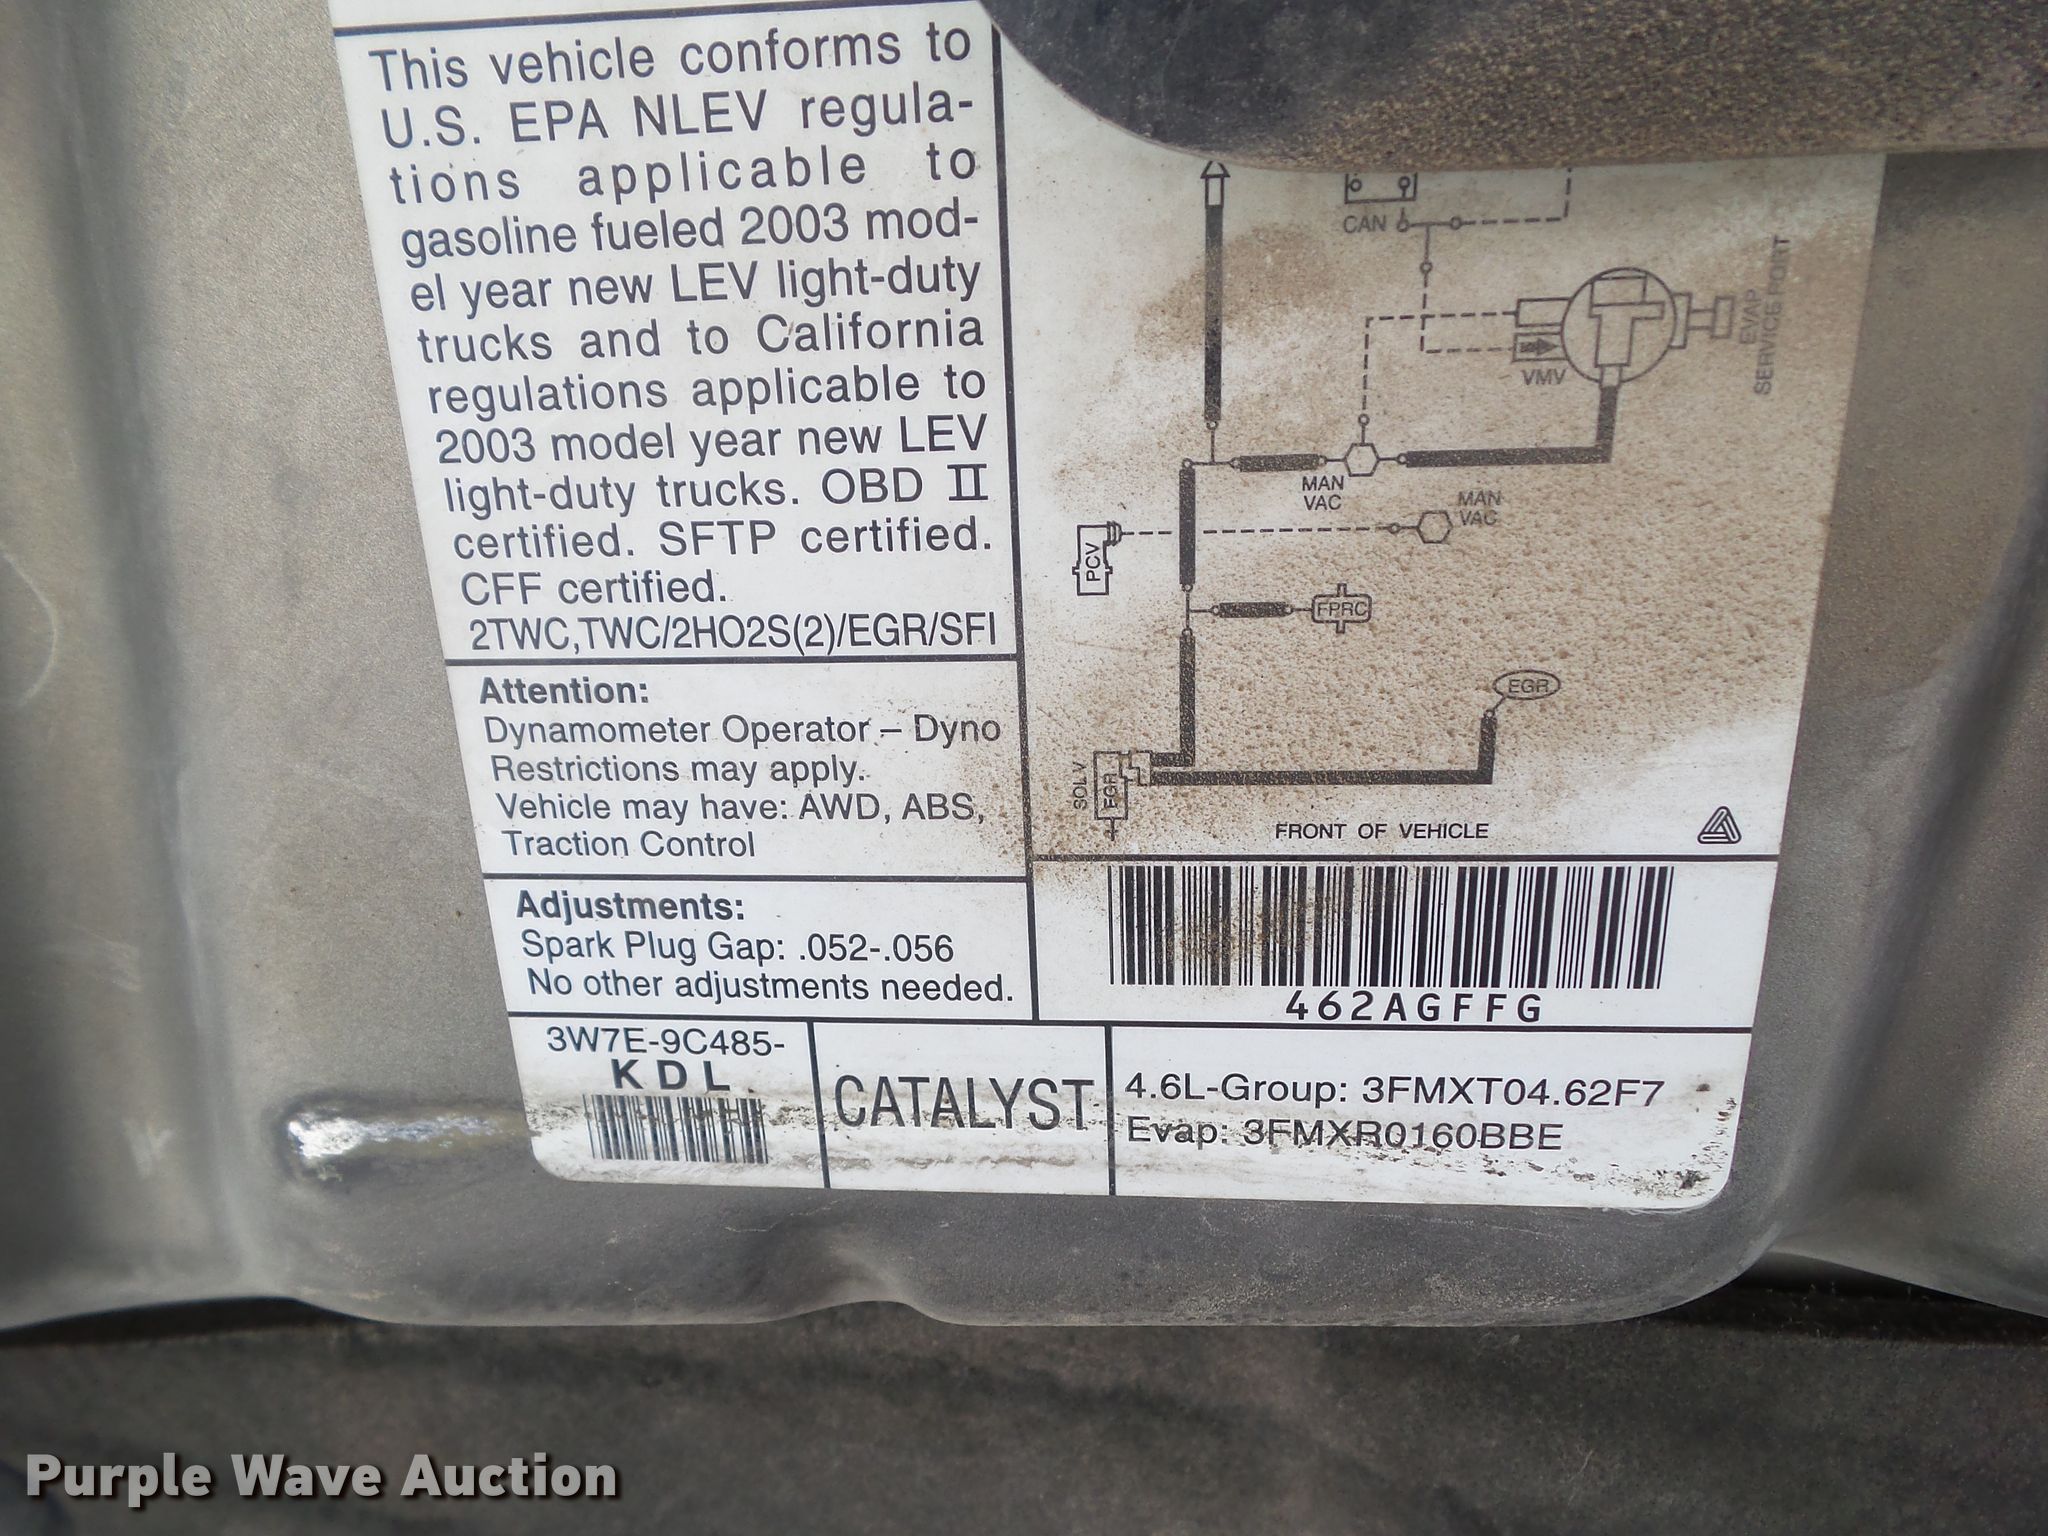 This vehicle conforms to
U.S. EPA NLEV regula-
tions applicable to
gasoline fueled 2003 mod-
el year new LEV light-duty
trucks and to California
regulations applicable to
2003 model year new LEV
light-duty trucks. OBD II
certified. SFTP certified.
CFF certified.
2TWC,TWC/2HO2S(2)/EGR/SFI
Attention:
Dynamometer Operator – Dyno
Restrictions may apply.
Vehicle may have: AWD, ABS,
Traction Control
Adjustments:
Spark Plug Gap: .052-.056
No other adjustments needed.
CAN
VMV
EVAP
SERVICE PORT
MAN
VAC
MAN
VAC
PCV
FPRC
EGR
SOL V
EGR
FRONT OF VEHICLE
462AGFFG
3W7E-9C485-
KDL
CATALYST
4.6L-Group: 3FMXT04.62F7
Evap: 3FMXR0160BBE
Purple Wave Auction